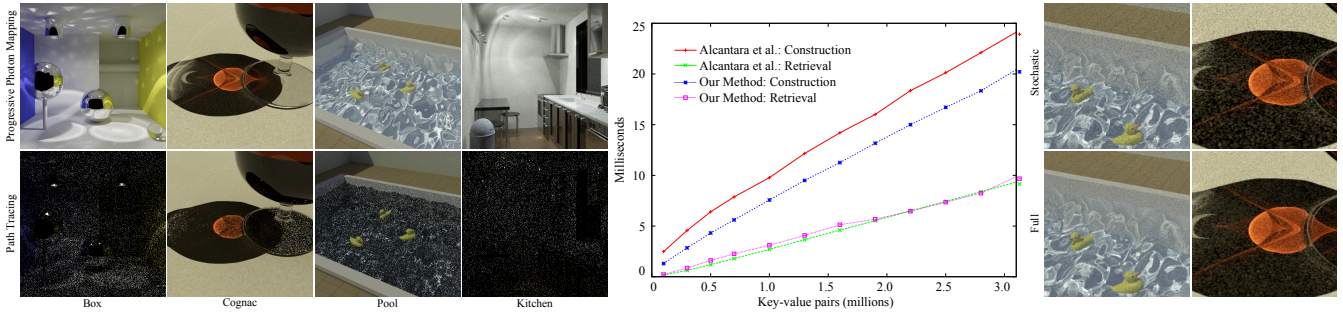 Progressive Photon Mapping
Path Tracing
Box
Cognac
Pool
Kitchen
Milliseconds
25
20
15
10
5
0
Alcantara et al.: Construction
Alcantara et al.: Retrieval
Our Method: Construction
Our Method: Retrieval
0 0.5 1.0 1.5 2.0 2.5 3.0
Key-value pairs (millions)
Stochastic
Full